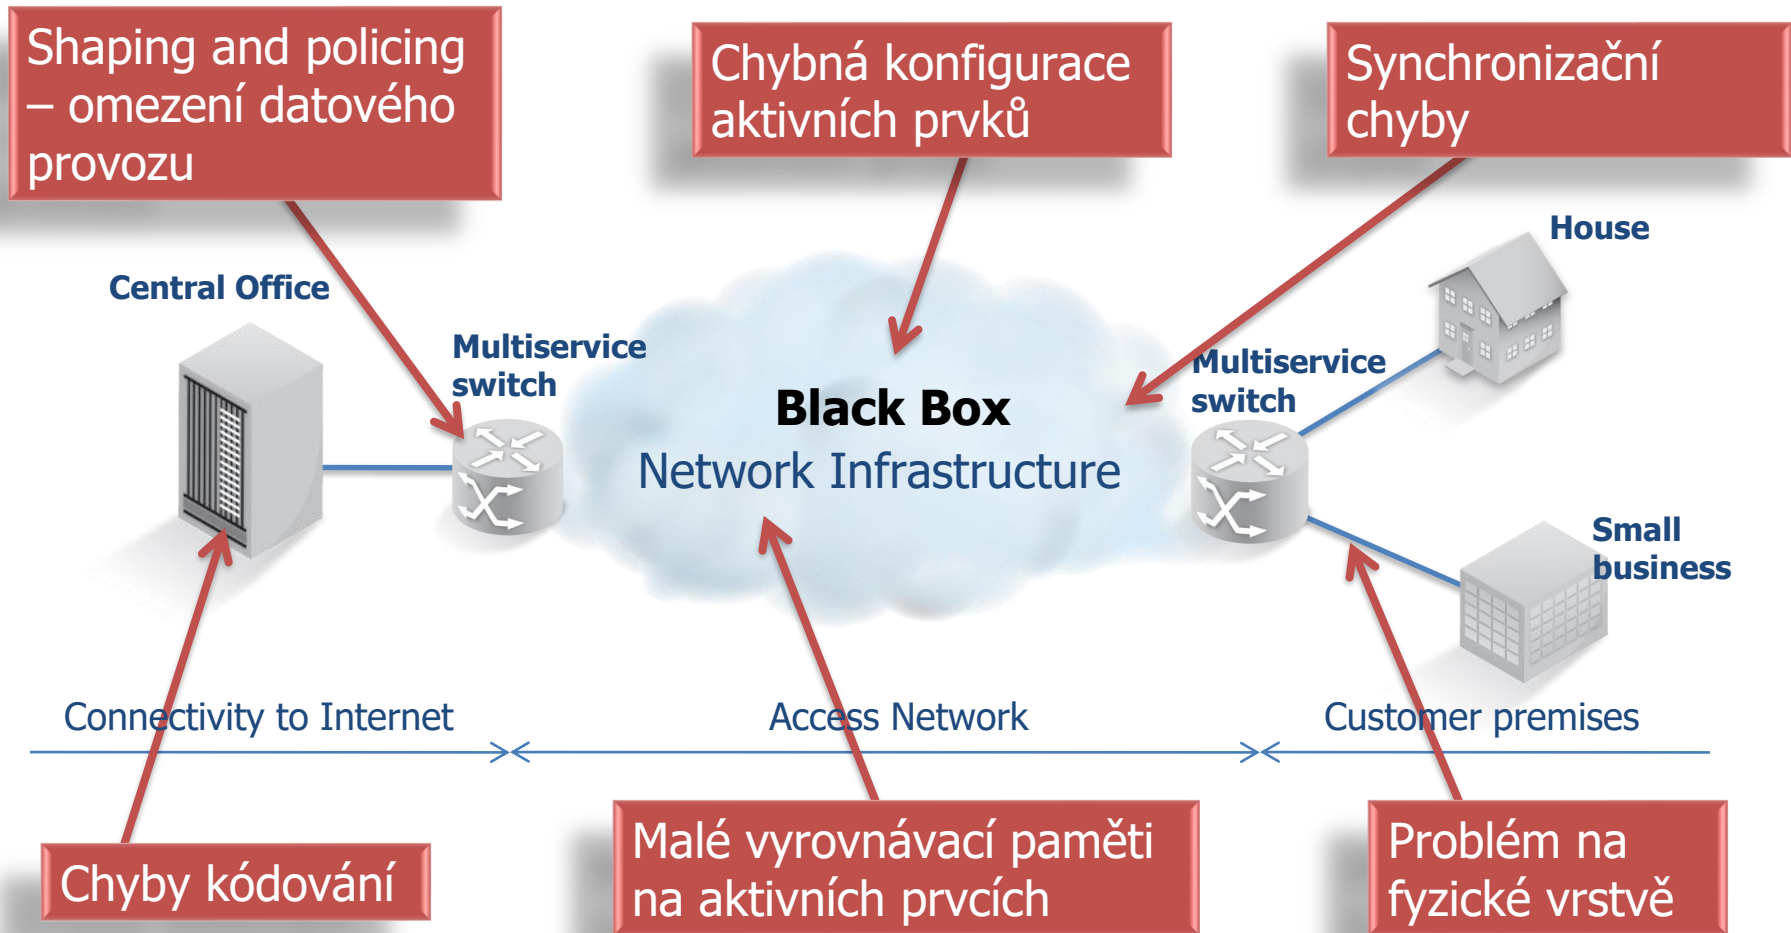 Shaping and policing
– omezení datového
provozu
Chybná konfigurace
aktivních prvků
Synchronizační
chyby
House
Central Office
Multiservice
switch
Multiservice
switch
Black Box
Network Infrastructure
Small
business
Connectivity to Internet
Access Network
Customer premises
Chyby kódování
Malé vyrovnávací paměti
na aktivních prvcích
Problém na
fyzické vrstvě